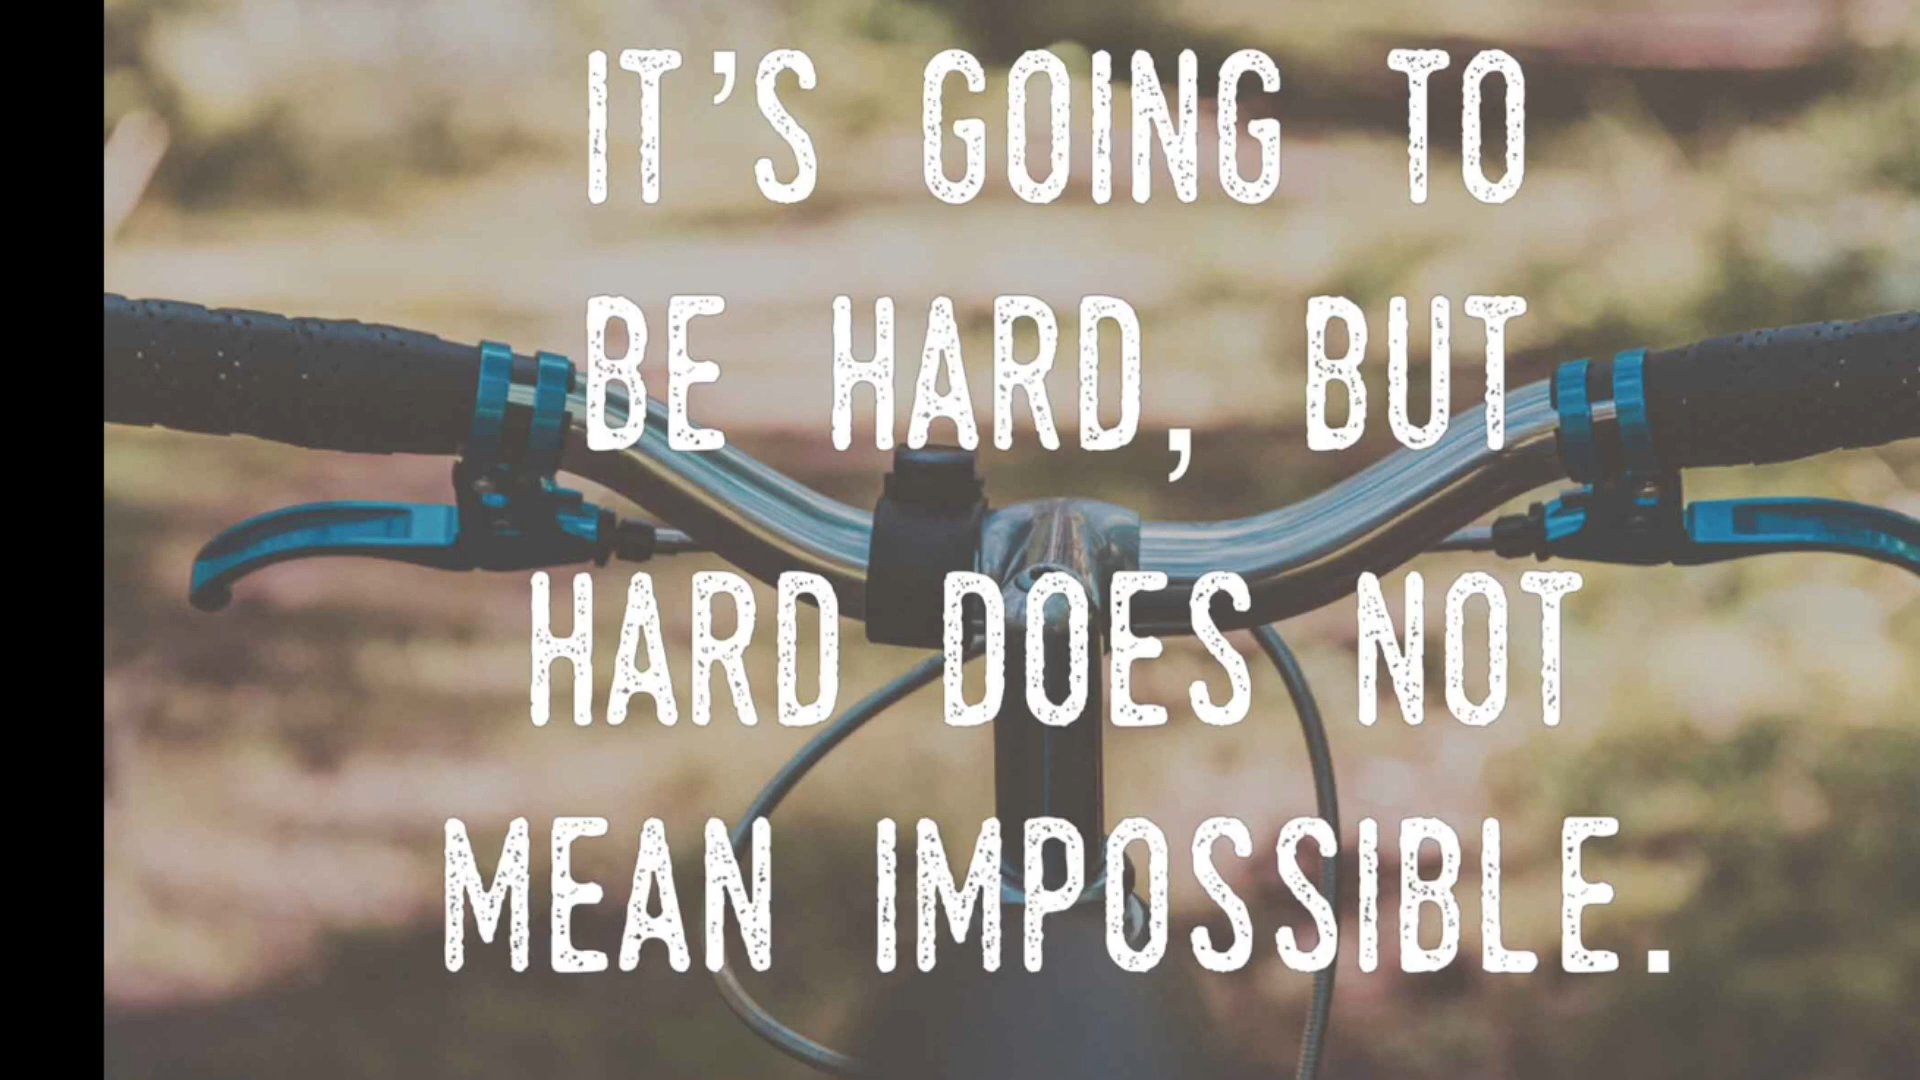 IT'S GOING TO
BE HARD, BUT
HARD DOES NOT
MEAN IMPOSSIBLE.